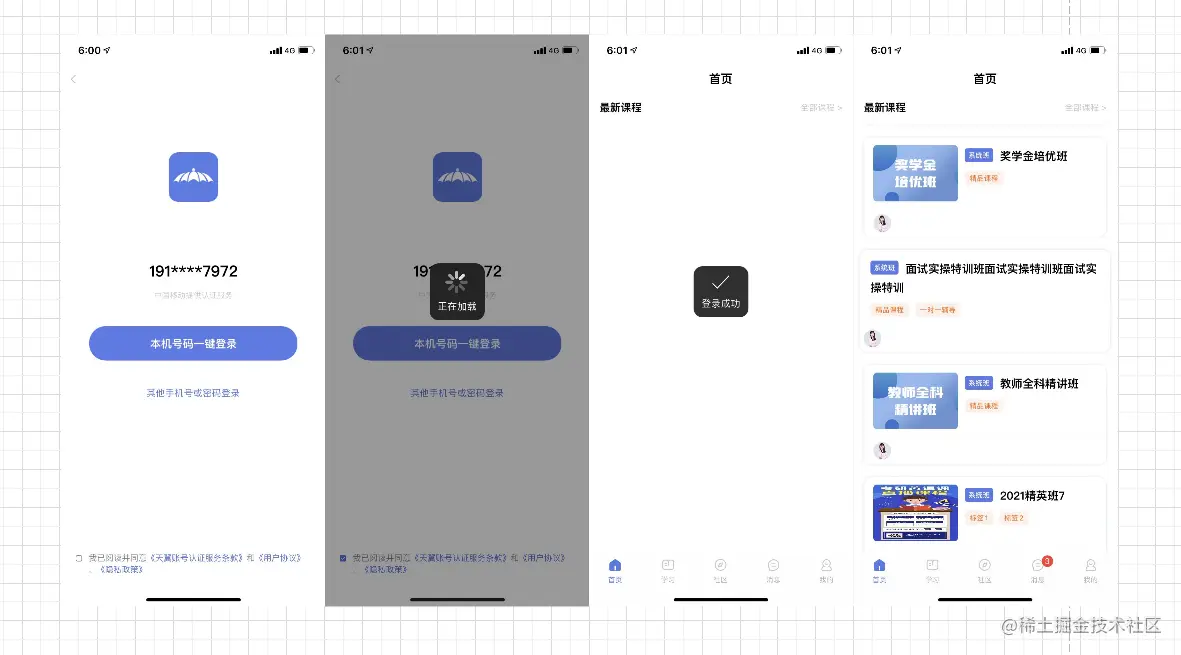 6:00
4G
191****7972
本机号码一键登录
其他手机号或密码登录
我已阅读并同意《天翼账号认证服务条款》和《用户协议》
、《隐私政策》
6:01
4G
191
72
正在加载
本机号码一键登录
其他手机号或密码登录
我已阅读并同意《天翼账号认证服务条款》和《用户协议》
、《隐私政策》
6:01
4G
首页
最新课程
全部课程 >
登录成功
首页
学习
社区
消息
我的
6:01
4G
首页
最新课程
全部课程 >
奖学金
培优班
系统班 奖学金培优班
精品课程
系统班 面试实操特训班面试实操特训班面试实
操特训
精品课程 一对一辅导
教师全科
精讲班
系统班 教师全科精讲班
精品课程
系统班 2021精英班7
标签1 标签2
3
首页
学习
社区
消息
我的
@稀土掘金技术社区